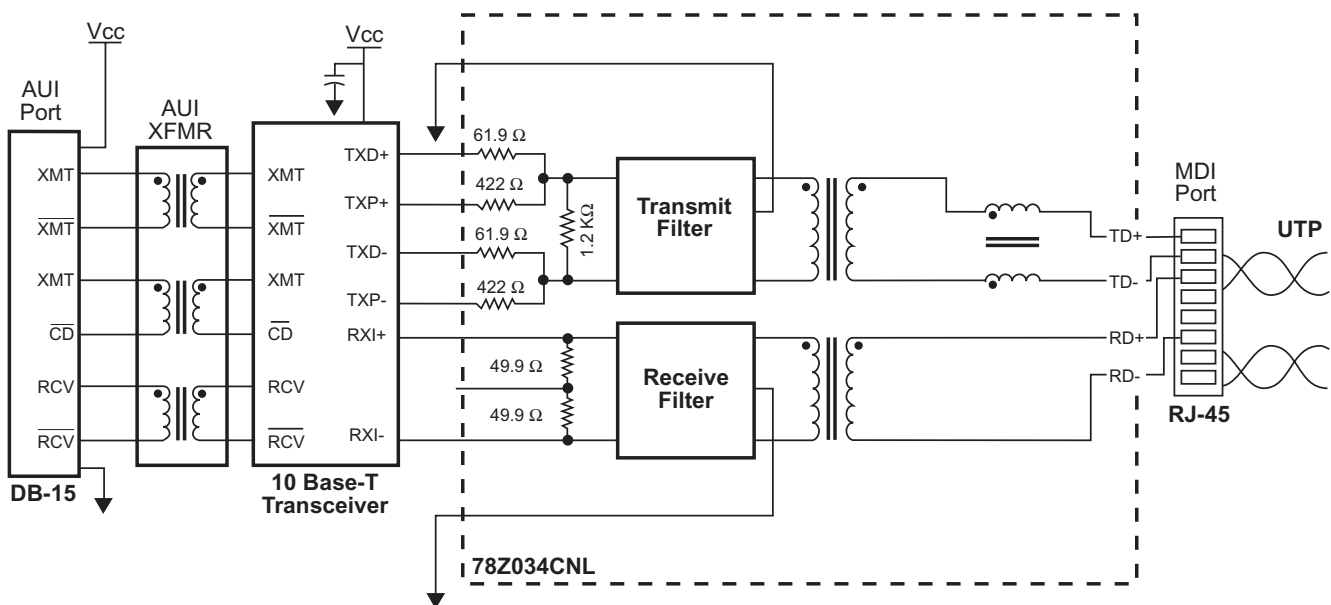 Vcc
Vcc
AUI
Port
AUI
XFMR
MDI
Port
XMT
XMT
XMT
CD
RCV
RCV
DB-15
XMT
XMT
XMT
CD
RCV
RCV
TXD+
TXP+
TXD-
TXP-
RXI+
RXI-
10 Base-T
Transceiver
61.9 Ω
422 Ω
61.9 Ω
422 Ω
1.2 KΩ
49.9 Ω
49.9 Ω
Transmit
Filter
Receive
Filter
TD+
TD-
RD+
RD-
UTP
RJ-45
78Z034CNL